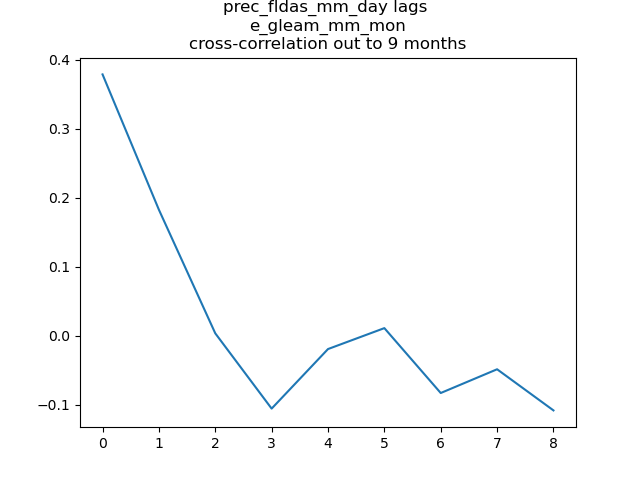 prec_fldas_mm_day lags
e_gleam_mm_mon
cross-correlation out to 9 months
0.4
0.3
0.2
0.1
0.0
−0.1
0 1 2 3 4 5 6 7 8